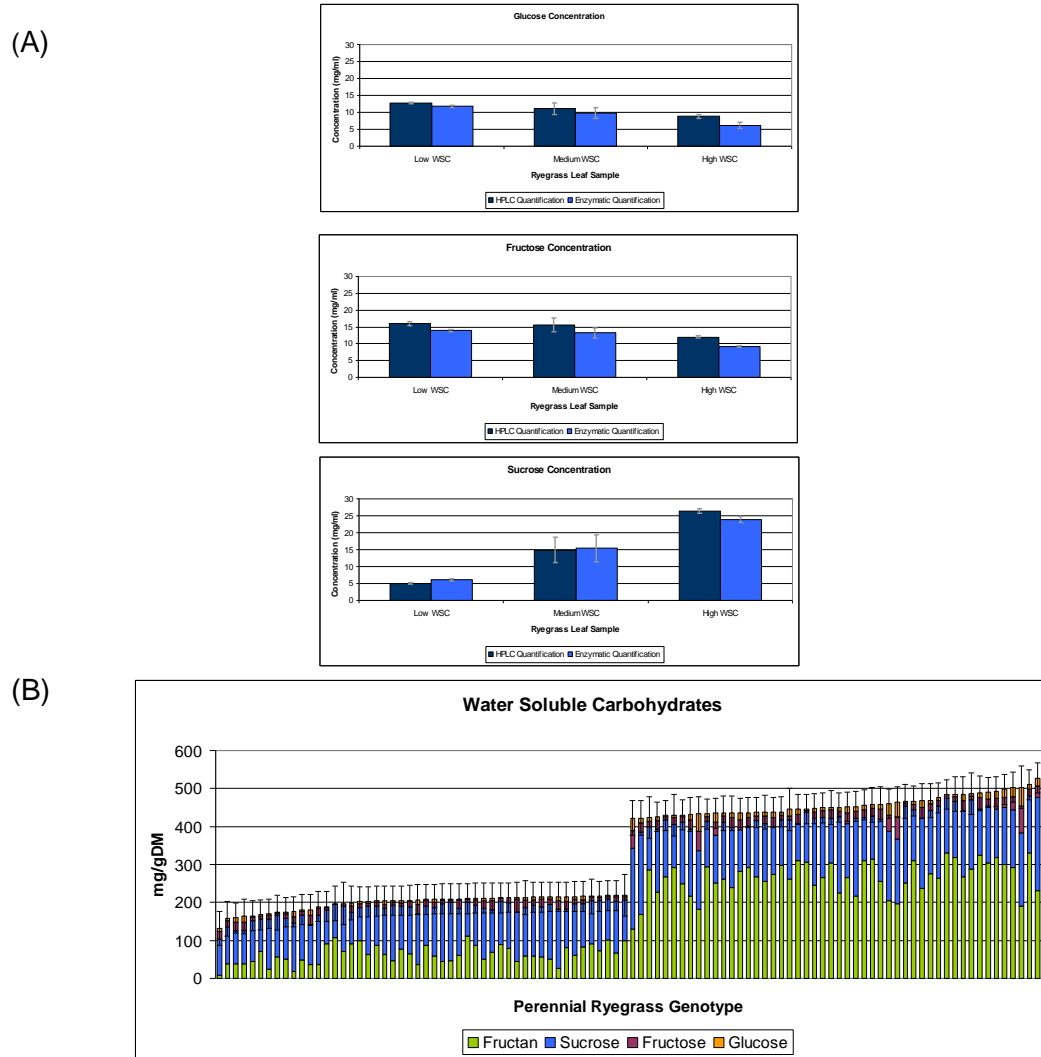 (A)
Glucose Concentration
Concentration (mg/ml)
30
25
20
15
10
5
0
Low WSC Medium WSC High WSC
Ryegrass Leaf Sample
HPLC Quantification Enzymatic Quantification
Fructose Concentration
Concentration (mg/ml)
30
25
20
15
10
5
0
Low WSC Medium WSC High WSC
Ryegrass Leaf Sample
HPLC Quantification Enzymatic Quantification
Sucrose Concentration
Concentration (mg/ml)
30
25
20
15
10
5
0
Low WSC Medium WSC High WSC
Ryegrass Leaf Sample
HPLC Quantification Enzymatic Quantification
(B)
Water Soluble Carbohydrates
mg/gDM
600
500
400
300
200
100
0
Perennial Ryegrass Genotype
Fructan Sucrose Fructose Glucose